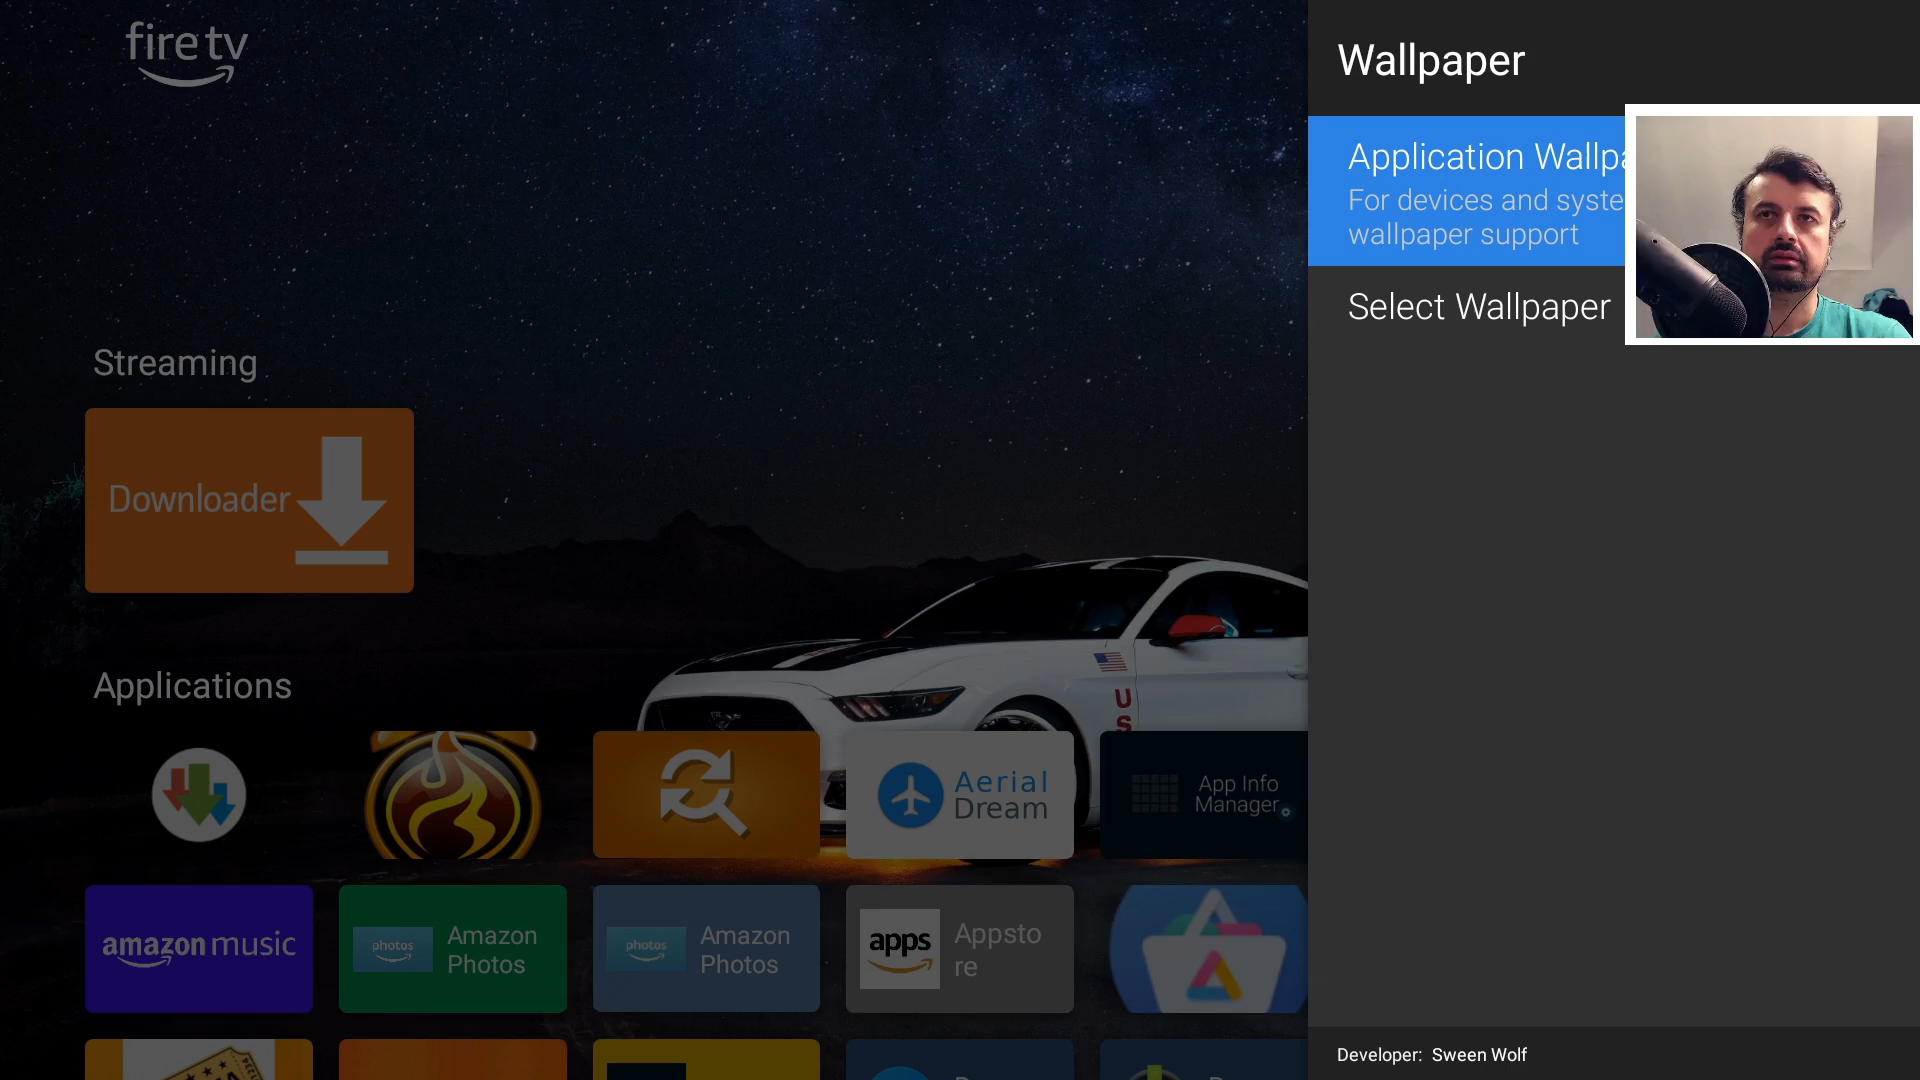 fire tv
Wallpaper
Application Wallpa
For devices and syste
wallpaper support
Select Wallpaper
Streaming
Downloader
Applications
U
S
Aerial
Dream
App Info
Manager
amazon music
photos
Amazon
Photos
photos
Amazon
Photos
apps
Appsto
re
Developer: Sween Wolf